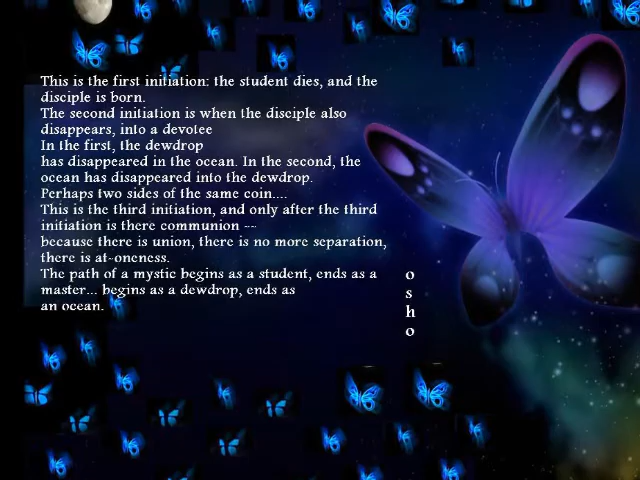 This is the first initiation: the student dies, and the
disciple is born.
The second initiation is when the disciple also
disappears, into a devotee
In the first, the dewdrop
has disappeared in the ocean. In the second, the
ocean has disappeared into the dewdrop.
Perhaps two sides of the same coin....
This is the third initiation, and only after the third
initiation is there communion --
because there is union, there is no more separation,
there is at-oneness.
The path of a mystic begins as a student, ends as a
master... begins as a dewdrop, ends as
an ocean.
o
s
h
o